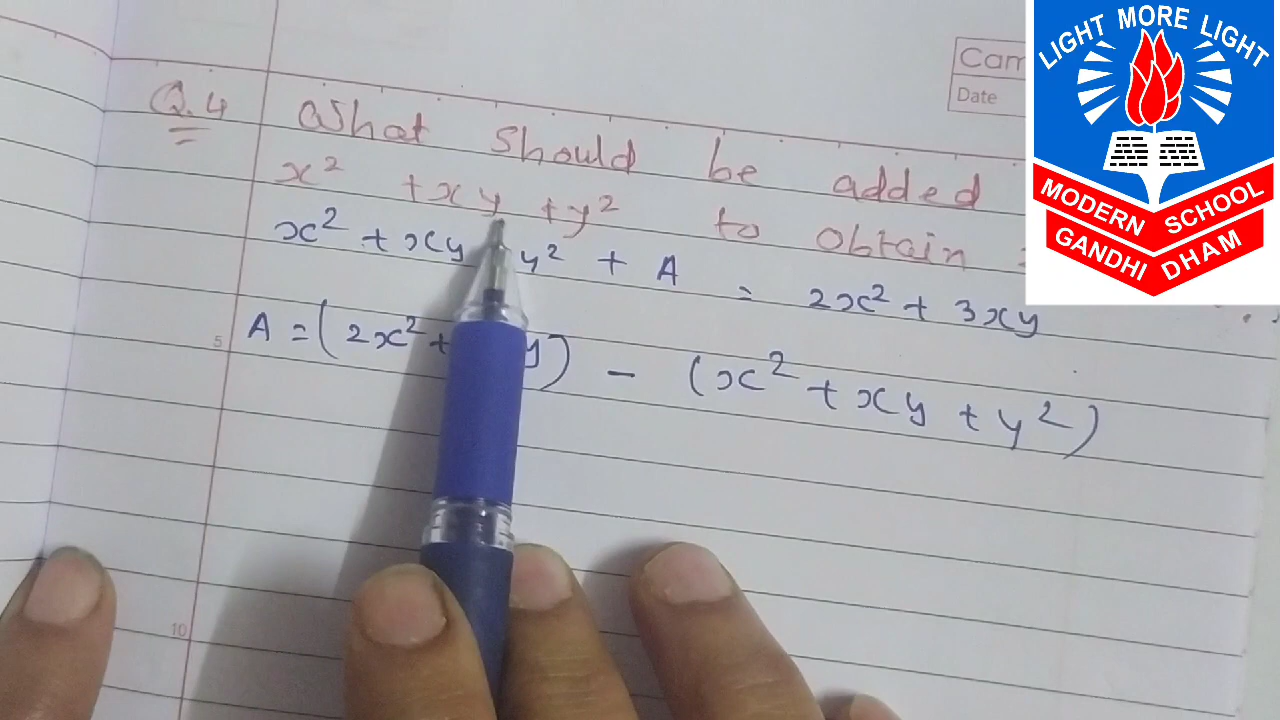 LIGHT MORE LIGHT
MODERN SCHOOL
GANDHI DHAM
Date
Q.4 What should be added
x² + xy + y² to obtain
x² + xy y² + A = 2x² + 3xy
A = (2x² + y) - (x² + xy + y²)
5
10